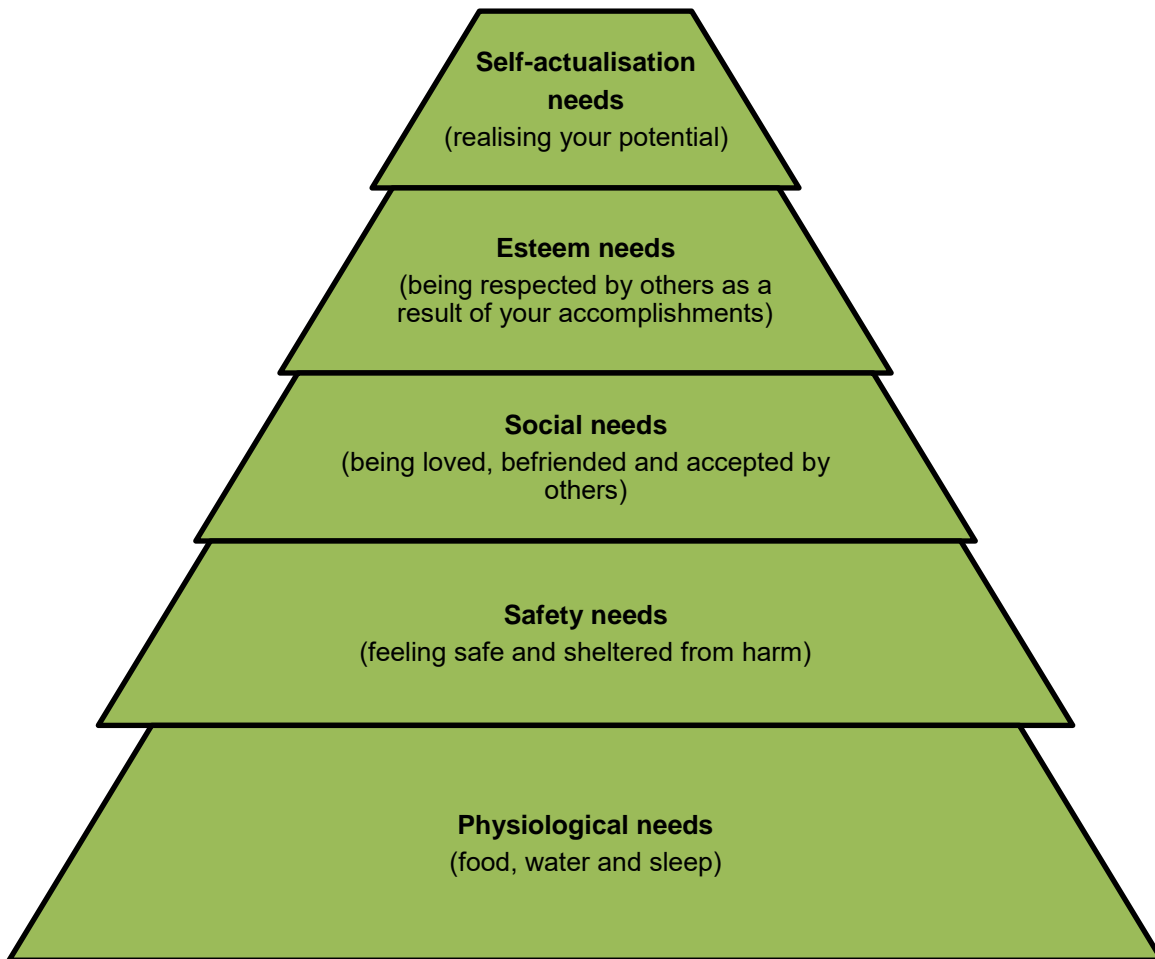 Self-actualisation
needs
(realising your potential)
Esteem needs
(being respected by others as a
result of your accomplishments)
Social needs
(being loved, befriended and accepted by
others)
Safety needs
(feeling safe and sheltered from harm)
Physiological needs
(food, water and sleep)